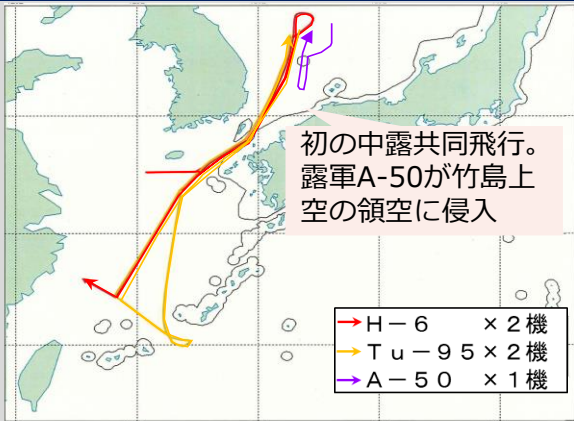 初の中露共同飛行。
露軍A-50が竹島上
空の領空に侵入
Ｈ－６　　×２機
Ｔｕ－９５×２機
Ａ－５０　×１機